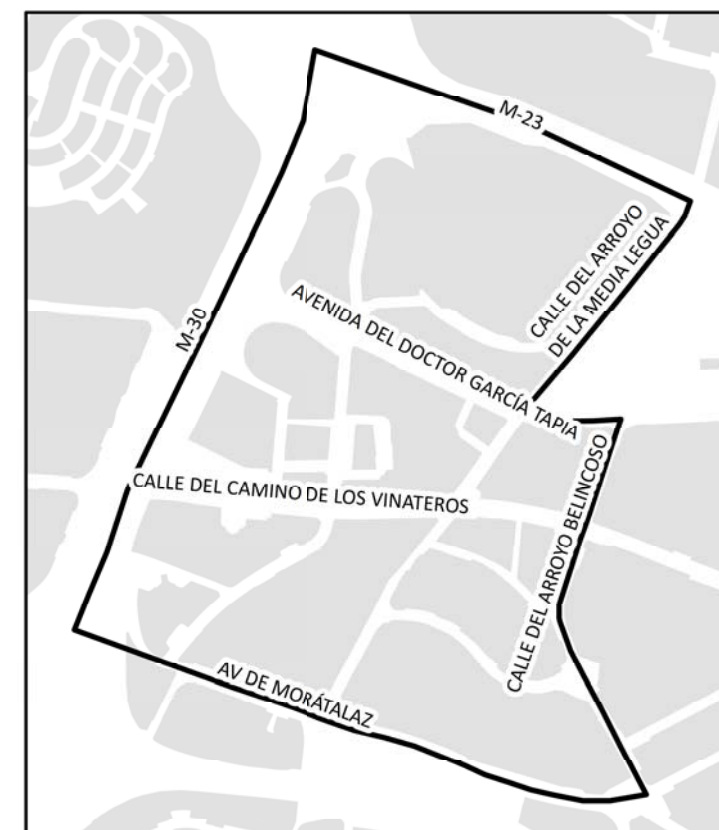 M-23
CALLE DEL ARROYO
DE LA MEDIA LEGUA
M-30
AVENIDA DEL DOCTOR GARCÍA TAPIA
CALLE DEL CAMINO DE LOS VINATEROS
CALLE DEL ARROYO BELINCOSO
AV DE MORÁTALAZ